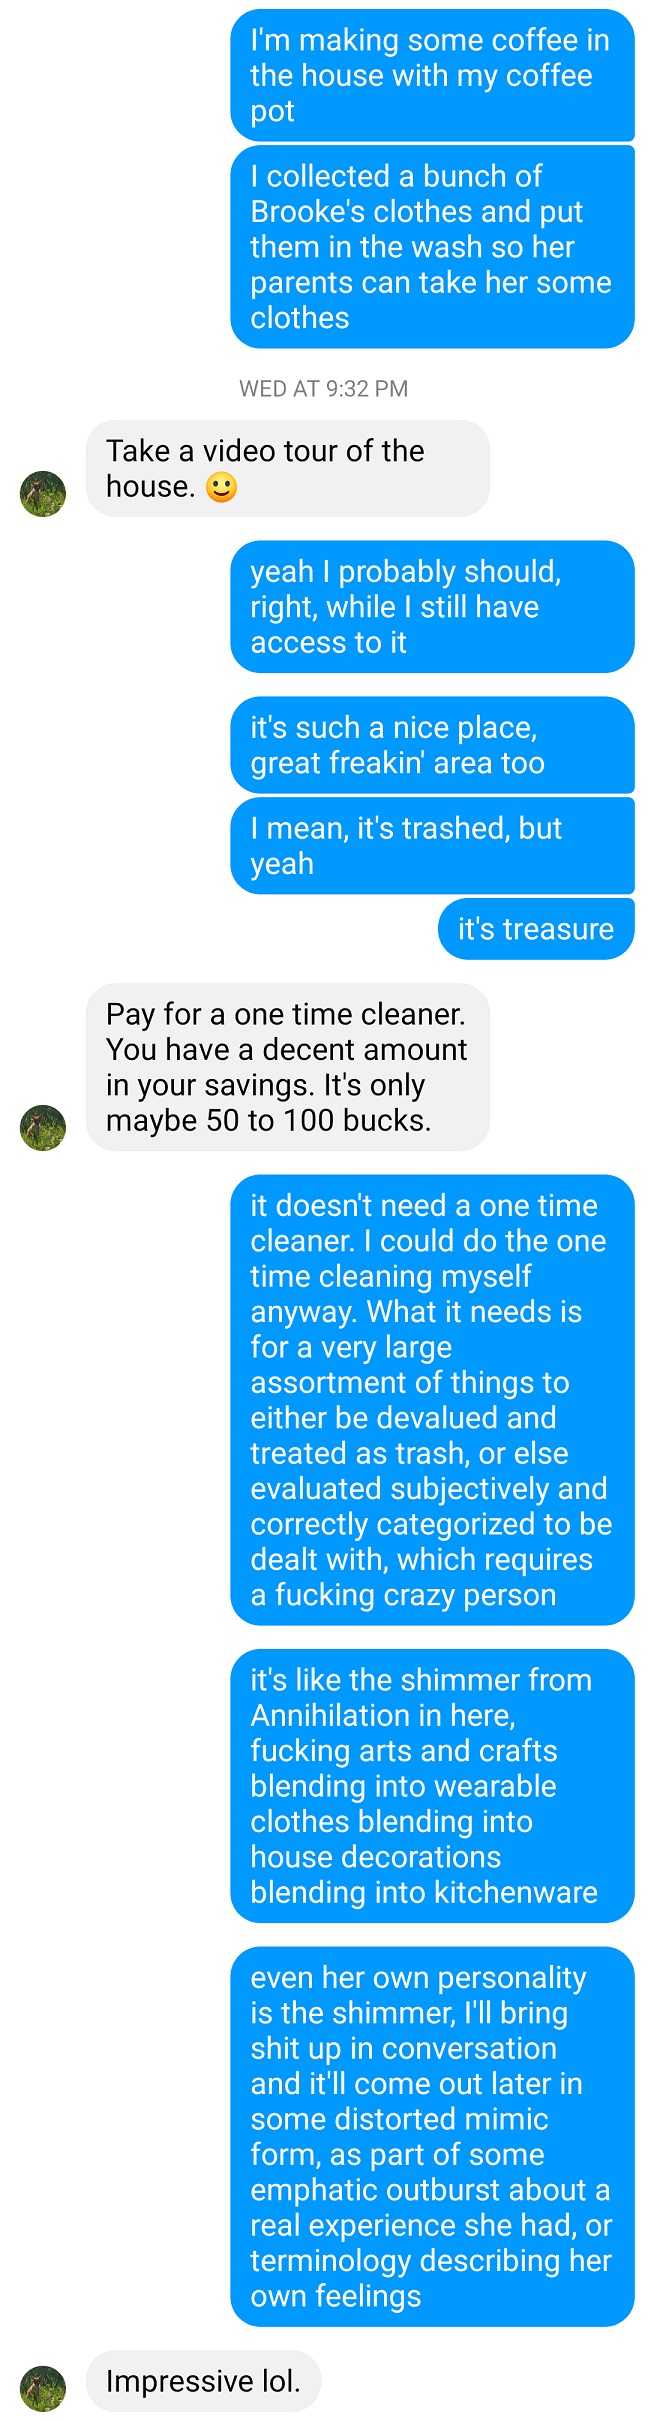 I'm making some coffee in
the house with my coffee
pot
I collected a bunch of
Brooke's clothes and put
them in the wash so her
parents can take her some
clothes
WED AT 9:32 PM
Take a video tour of the
house. 🙂
yeah I probably should,
right, while I still have
access to it
it's such a nice place,
great freakin' area too
I mean, it's trashed, but
yeah
it's treasure
Pay for a one time cleaner.
You have a decent amount
in your savings. It's only
maybe 50 to 100 bucks.
it doesn't need a one time
cleaner. I could do the one
time cleaning myself
anyway. What it needs is
for a very large
assortment of things to
either be devalued and
treated as trash, or else
evaluated subjectively and
correctly categorized to be
dealt with, which requires
a fucking crazy person
it's like the shimmer from
Annihilation in here,
fucking arts and crafts
blending into wearable
clothes blending into
house decorations
blending into kitchenware
even her own personality
is the shimmer, I'll bring
shit up in conversation
and it'll come out later in
some distorted mimic
form, as part of some
emphatic outburst about a
real experience she had, or
terminology describing her
own feelings
Impressive lol.